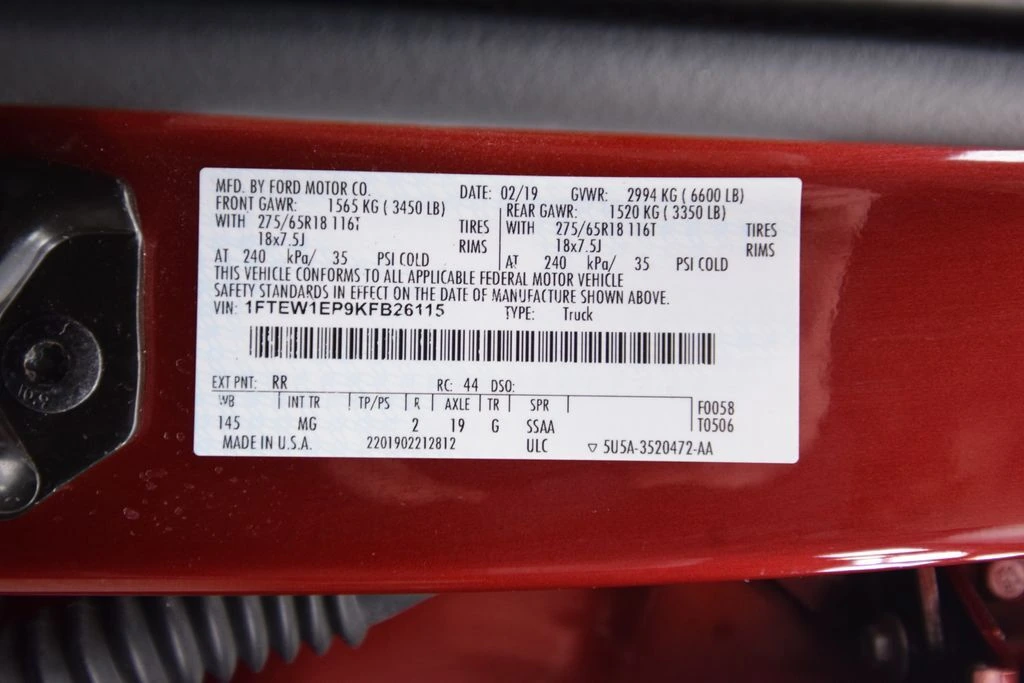 MFD. BY FORD MOTOR CO. DATE: 02/19 GVWR: 2994 KG ( 6600 LB)
FRONT GAWR: 1565 KG ( 3450 LB) REAR GAWR: 1520 KG ( 3350 LB)
WITH 275/65R18 116T TIRES WITH 275/65R18 116T TIRES
18x7.5J RIMS 18x7.5J RIMS
AT 240 kPa/ 35 PSI COLD AT 240 kPa/ 35 PSI COLD
THIS VEHICLE CONFORMS TO ALL APPLICABLE FEDERAL MOTOR VEHICLE
SAFETY STANDARDS IN EFFECT ON THE DATE OF MANUFACTURE SHOWN ABOVE.
VIN: 1FTEW1EP9KFB26115 TYPE: Truck
EXT PNT: RR RC: 44 DSO:
WB INT TR TP/PS R AXLE TR SPR F0058
145 MG 2 19 G SSAA T0506
MADE IN U.S.A. 2201902212812 ULC ▽ 5U5A-3520472-AA